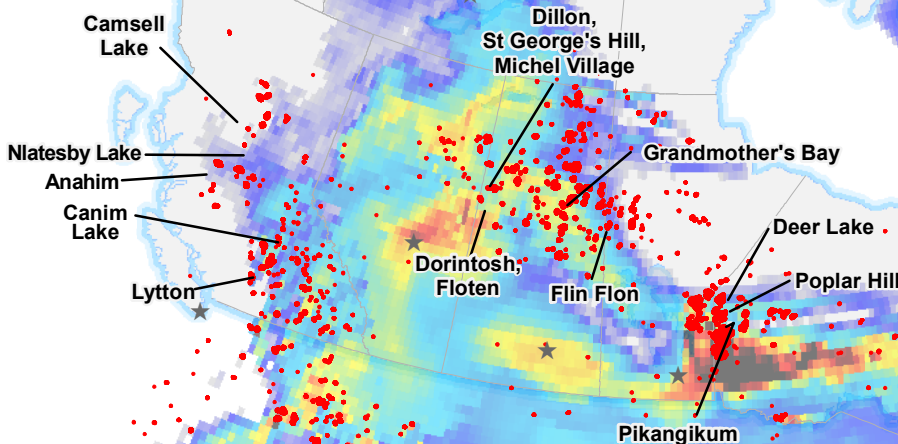 Camsell
Lake
Dillon,
St George's Hill,
Michel Village
Nlatesby Lake
Grandmother's Bay
Anahim
Canim
Lake
Deer Lake
Dorintosh,
Floten
Poplar Hill
Lytton
Flin Flon
Pikangikum